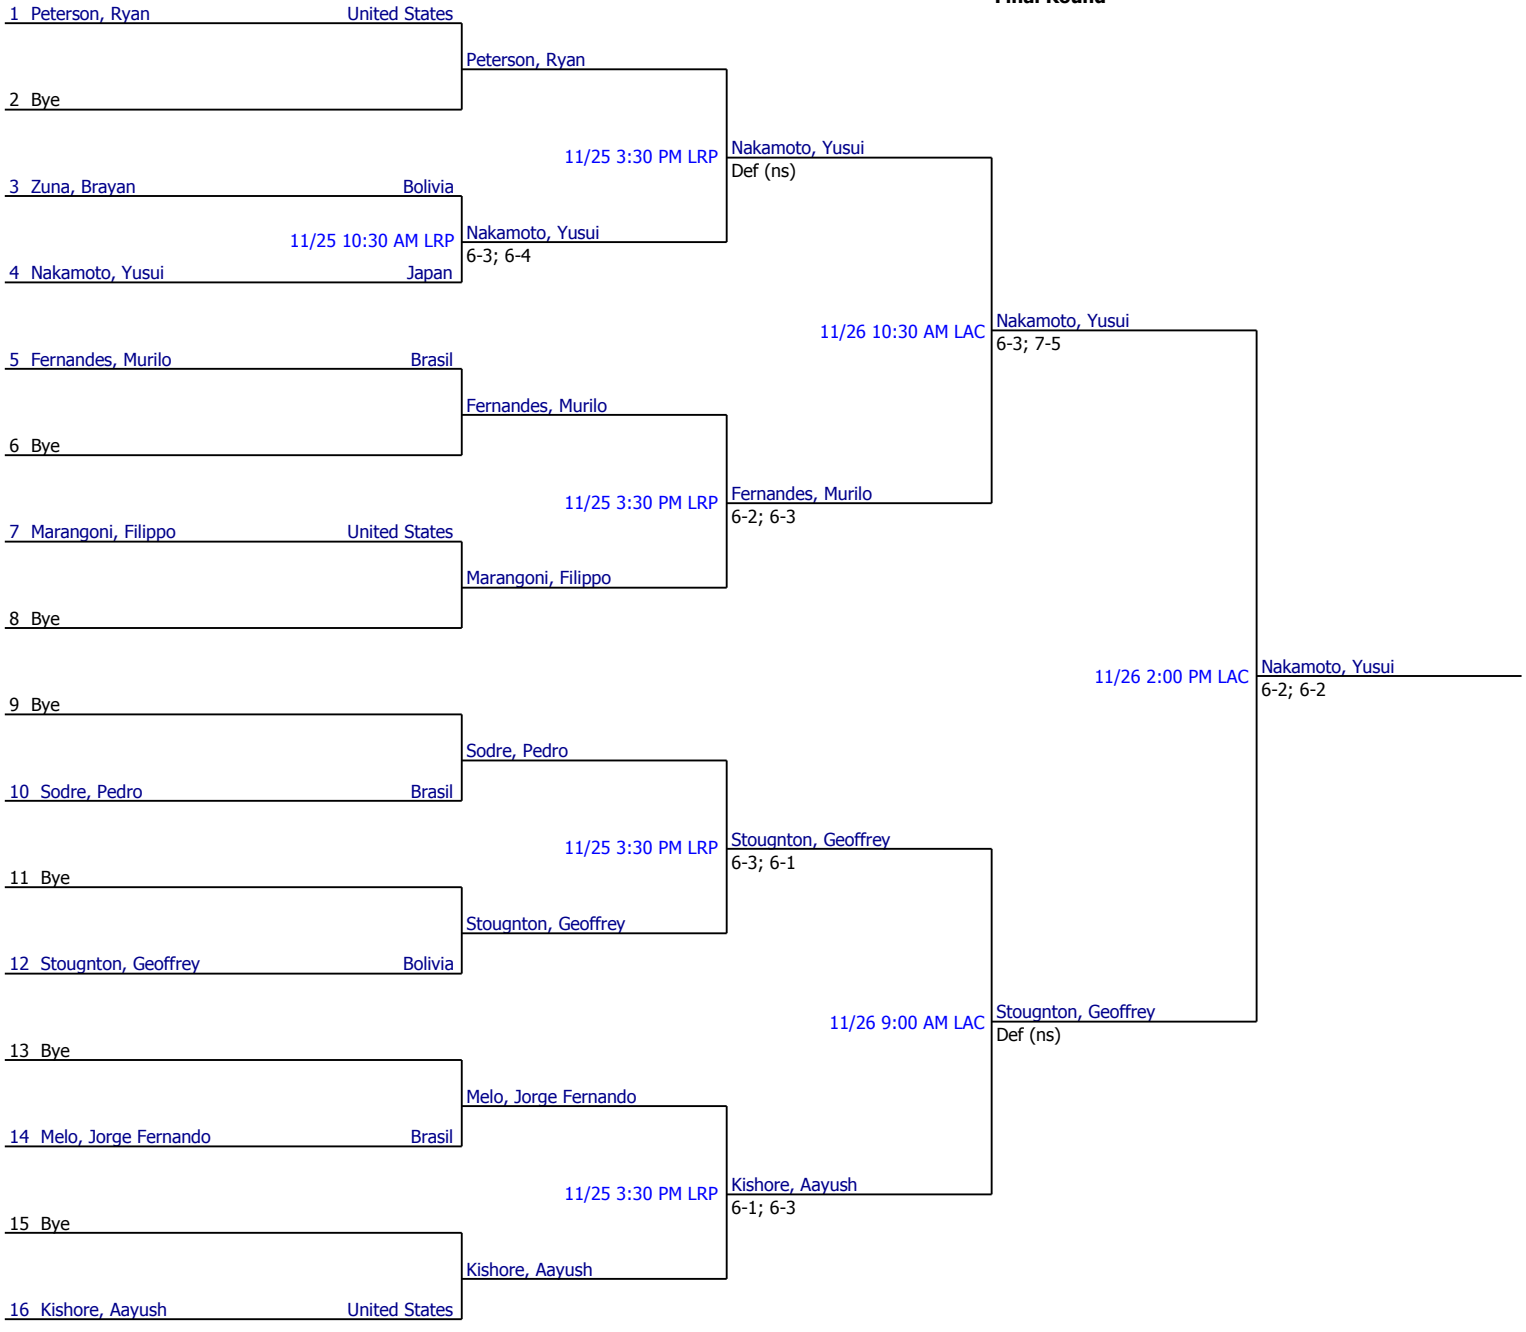 Final Round
1 Peterson, Ryan United States
Peterson, Ryan
2 Bye
11/25 3:30 PM LRP Nakamoto, Yusui
Def (ns)
3 Zuna, Brayan Bolivia
11/25 10:30 AM LRP Nakamoto, Yusui
6-3; 6-4
4 Nakamoto, Yusui Japan
11/26 10:30 AM LAC Nakamoto, Yusui
6-3; 7-5
5 Fernandes, Murilo Brasil
Fernandes, Murilo
6 Bye
11/25 3:30 PM LRP Fernandes, Murilo
6-2; 6-3
7 Marangoni, Filippo United States
Marangoni, Filippo
8 Bye
11/26 2:00 PM LAC Nakamoto, Yusui
6-2; 6-2
9 Bye
Sodre, Pedro
10 Sodre, Pedro Brasil
11/25 3:30 PM LRP Stougnton, Geoffrey
6-3; 6-1
11 Bye
Stougnton, Geoffrey
12 Stougnton, Geoffrey Bolivia
11/26 9:00 AM LAC Stougnton, Geoffrey
Def (ns)
13 Bye
Melo, Jorge Fernando
14 Melo, Jorge Fernando Brasil
11/25 3:30 PM LRP Kishore, Aayush
6-1; 6-3
15 Bye
Kishore, Aayush
16 Kishore, Aayush United States